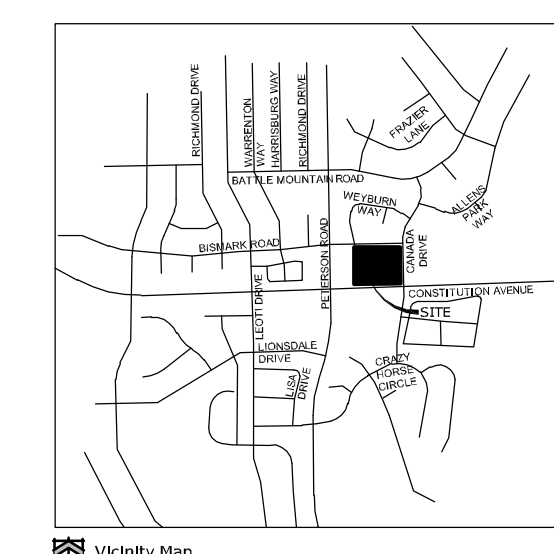 RICHMOND DRIVE
WARRENTON
WAY
HARRISBURG WAY
RICHMOND DRIVE
FRAZIER
LANE
BATTLE MOUNTAIN ROAD
WEYBURN
WAY
ALLENS
PARK
WAY
BISMARK ROAD
PETERSON ROAD
CANADA
DRIVE
LEOTI DRIVE
CONSTITUTION AVENUE
SITE
LIONSDALE
DRIVE
LISA
DRIVE
CRAZY
HORSE
CIRCLE
Vicinity Map